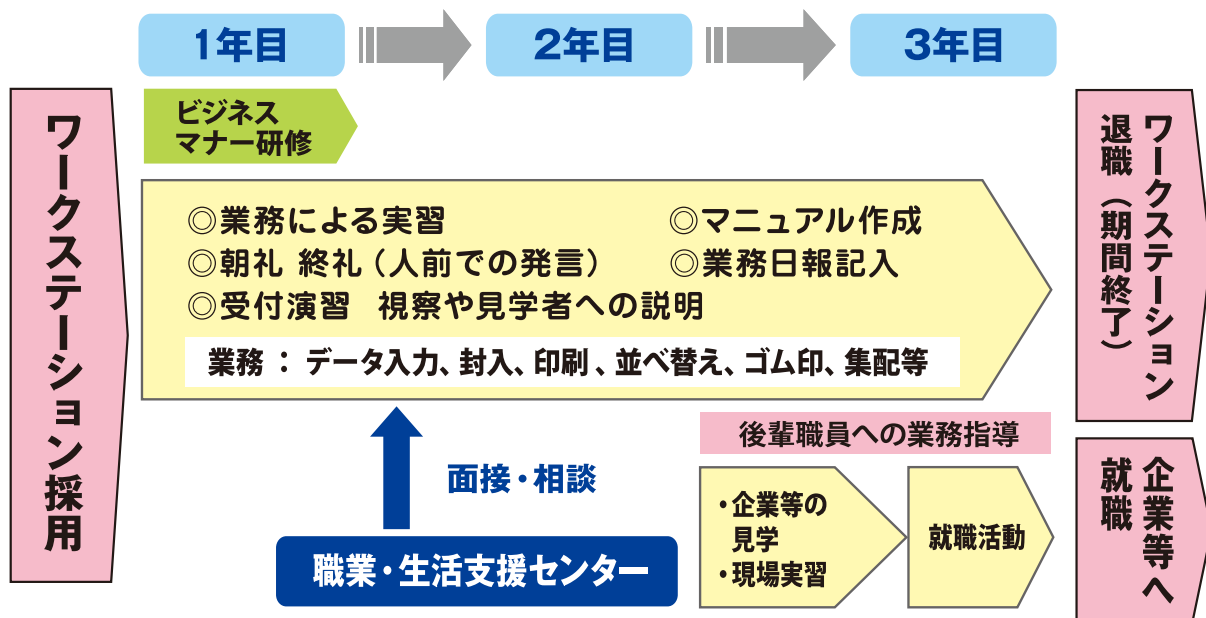 1年目
2年目
3年目
ワークステーション採用
ビジネス
マナー研修
◎業務による実習
◎マニュアル作成
◎朝礼 終礼（人前での発言）
◎業務日報記入
◎受付演習 視察や見学者への説明
業務 ： データ入力、封入、印刷 、並べ替え、ゴム印、集配等
面接・相談
職業・生活支援センター
後輩職員への業務指導
・企業等の
見学
・現場実習
就職活動
ワークステーション
退職（期間終了）
企業等へ
就職